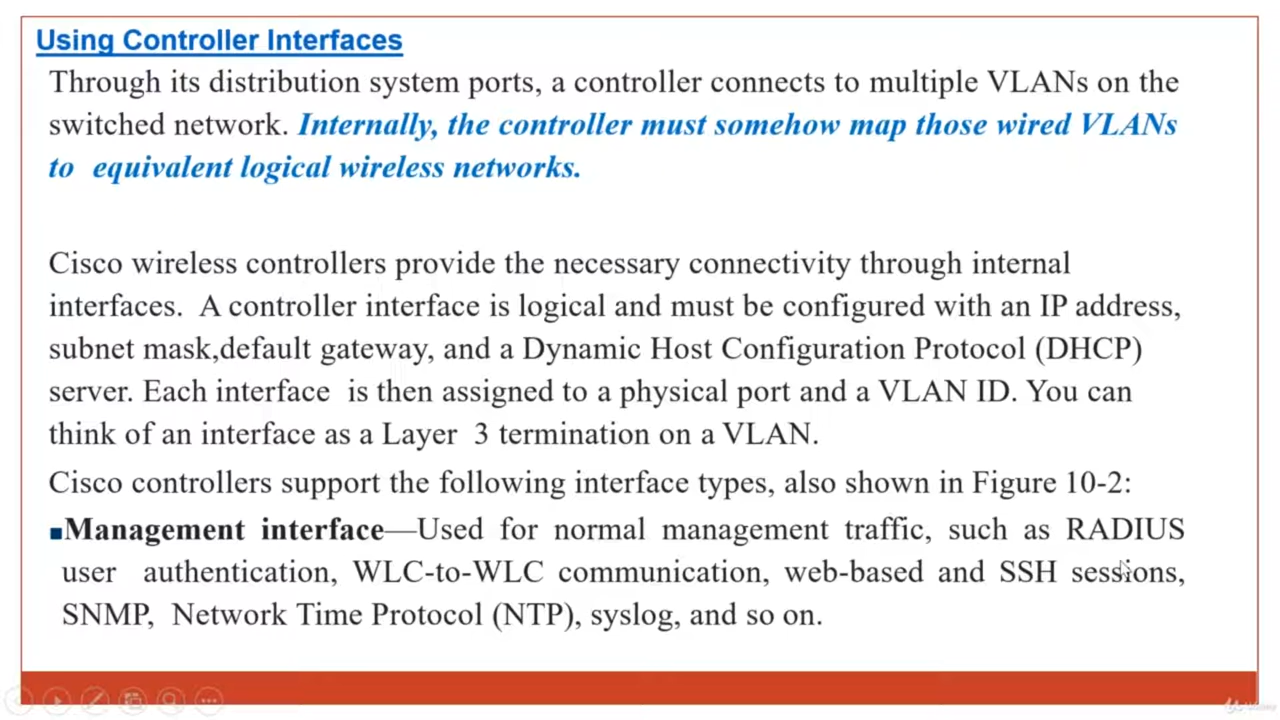 Using Controller Interfaces
Through its distribution system ports, a controller connects to multiple VLANs on the
switched network. Internally, the controller must somehow map those wired VLANs
to equivalent logical wireless networks.
Cisco wireless controllers provide the necessary connectivity through internal
interfaces. A controller interface is logical and must be configured with an IP address,
subnet mask,default gateway, and a Dynamic Host Configuration Protocol (DHCP)
server. Each interface is then assigned to a physical port and a VLAN ID. You can
think of an interface as a Layer 3 termination on a VLAN.
Cisco controllers support the following interface types, also shown in Figure 10-2:
■Management interface—Used for normal management traffic, such as RADIUS
user authentication, WLC-to-WLC communication, web-based and SSH sessions,
SNMP, Network Time Protocol (NTP), syslog, and so on.